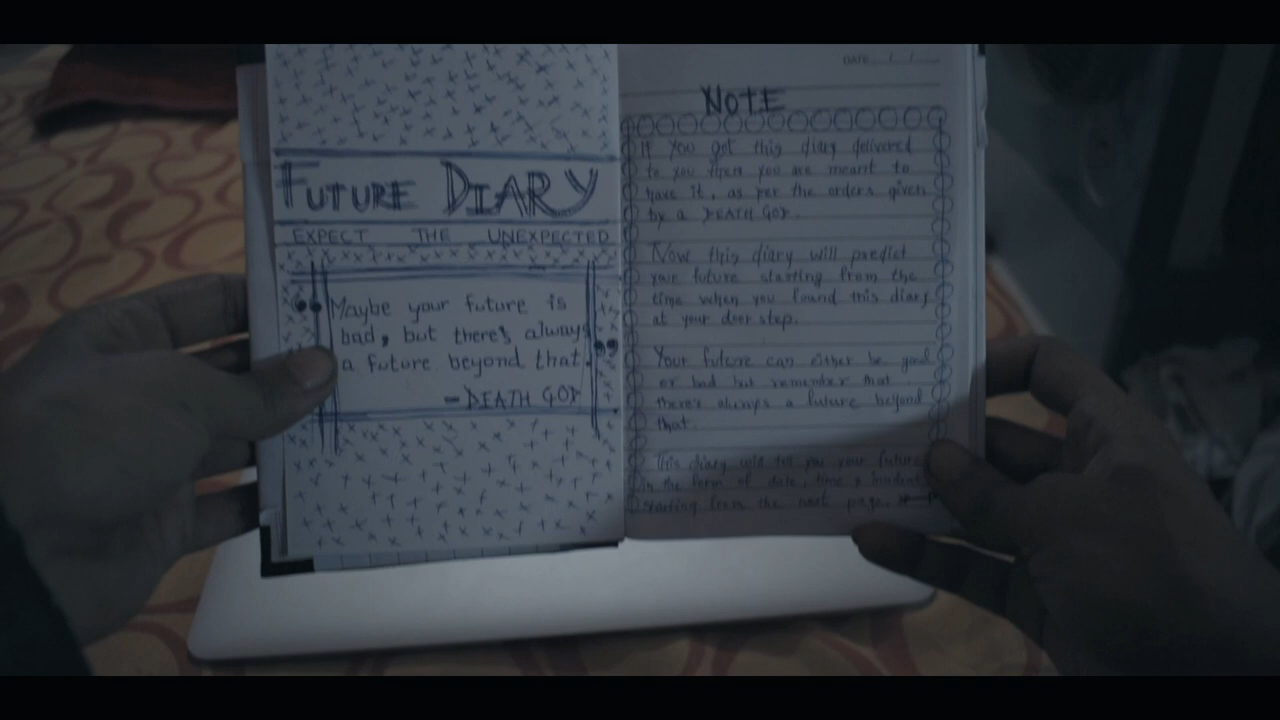 FUTURE DIARY
EXPECT THE UNEXPECTED
Maybe your future is
bad, but there's always
a future beyond that.
- DEATH GOD
DATE / /
NOTE
If you get this diary delivered
to you then you are meant to
have it, as per the orders given
by a DEATH GOD.
Now this diary will predict
your future starting from the
time when you found this diary
at your door step.
Your future can either be good
or bad but remember that
there's always a future beyond
that.
This diary will tell you your future
in the form of date, time & incident
starting from the next page.